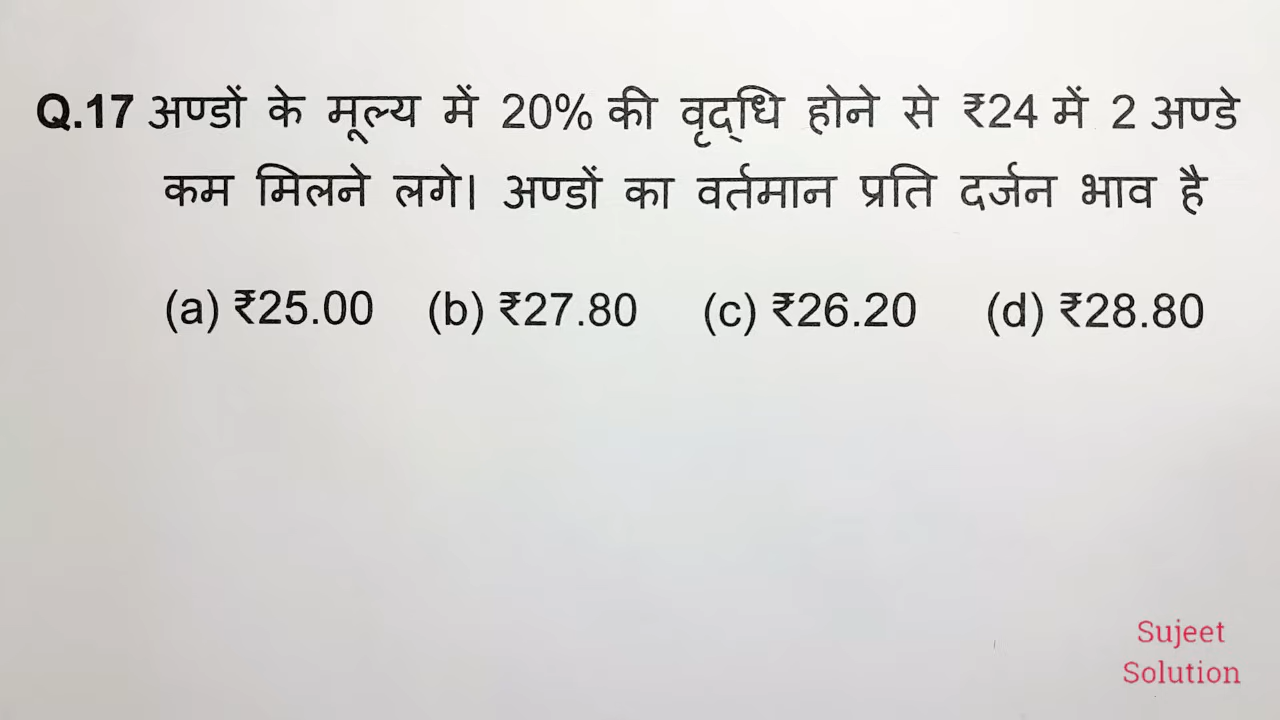 Q.17 अण्डों के मूल्य में 20% की वृद्धि होने से ₹24 में 2 अण्डे
कम मिलने लगे। अण्डों का वर्तमान प्रति दर्जन भाव है
(a) ₹25.00 (b) ₹27.80 (c) ₹26.20 (d) ₹28.80
Sujeet
Solution